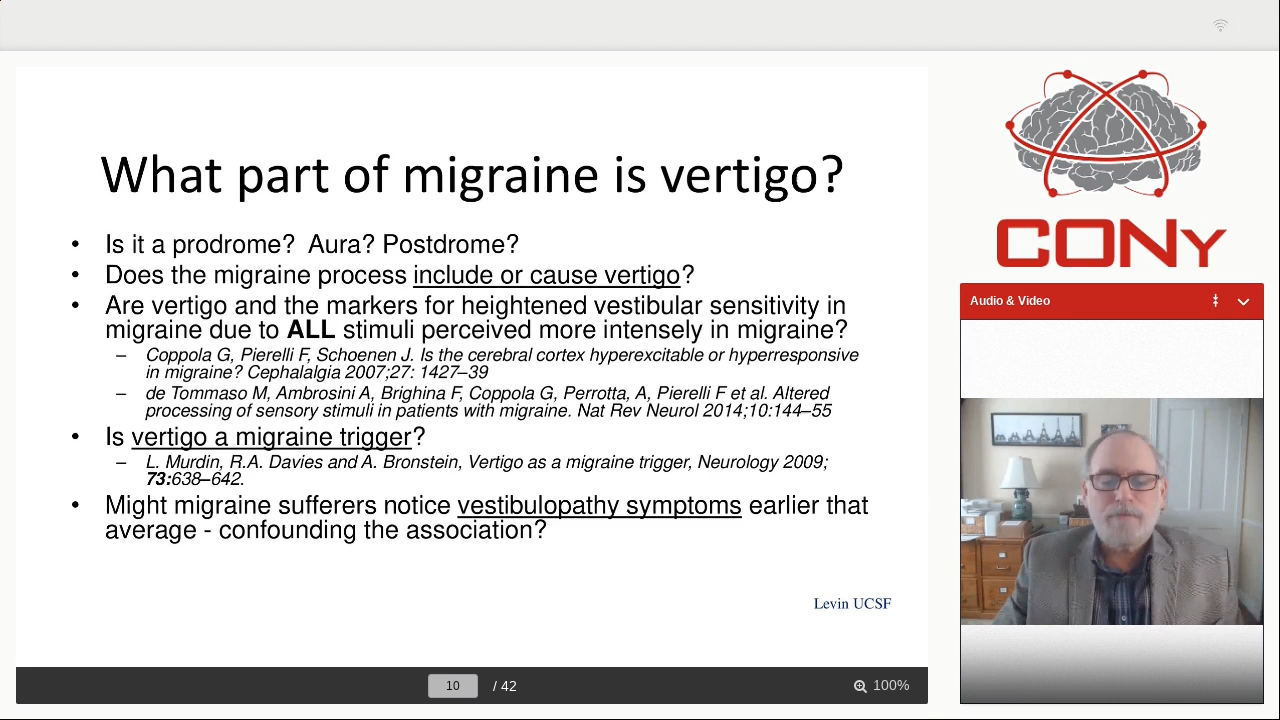 What part of migraine is vertigo?
• Is it a prodrome? Aura? Postdrome?
• Does the migraine process include or cause vertigo?
• Are vertigo and the markers for heightened vestibular sensitivity in
migraine due to ALL stimuli perceived more intensely in migraine?
– Coppola G, Pierelli F, Schoenen J. Is the cerebral cortex hyperexcitable or hyperresponsive
in migraine? Cephalalgia 2007;27: 1427–39
– de Tommaso M, Ambrosini A, Brighina F, Coppola G, Perrotta, A, Pierelli F et al. Altered
processing of sensory stimuli in patients with migraine. Nat Rev Neurol 2014;10:144–55
• Is vertigo a migraine trigger?
– L. Murdin, R.A. Davies and A. Bronstein, Vertigo as a migraine trigger, Neurology 2009;
73:638–642.
• Might migraine sufferers notice vestibulopathy symptoms earlier that
average - confounding the association?
Levin UCSF
10 / 42
100%
CONy
Audio & Video